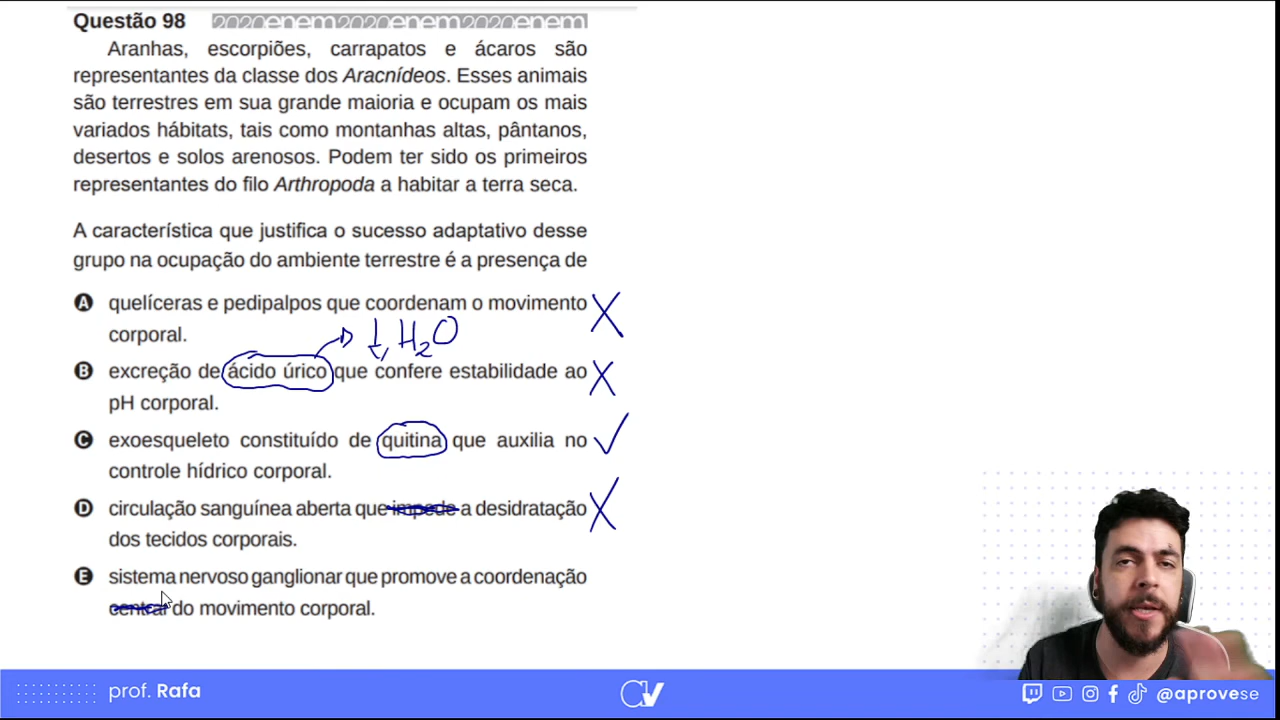 Questão 98 2020enem2020enem2020enem
Aranhas, escorpiões, carrapatos e ácaros são
representantes da classe dos Aracnídeos. Esses animais
são terrestres em sua grande maioria e ocupam os mais
variados hábitats, tais como montanhas altas, pântanos,
desertos e solos arenosos. Podem ter sido os primeiros
representantes do filo Arthropoda a habitar a terra seca.
A característica que justifica o sucesso adaptativo desse
grupo na ocupação do ambiente terrestre é a presença de
A quelíceras e pedipalpos que coordenam o movimento
corporal.
H2O
B excreção de ácido úrico que confere estabilidade ao
pH corporal.
C exoesqueleto constituído de quitina que auxilia no
controle hídrico corporal.
D circulação sanguínea aberta que impede a desidratação
dos tecidos corporais.
E sistema nervoso ganglionar que promove a coordenação
central do movimento corporal.
prof. Rafa
@aprovese